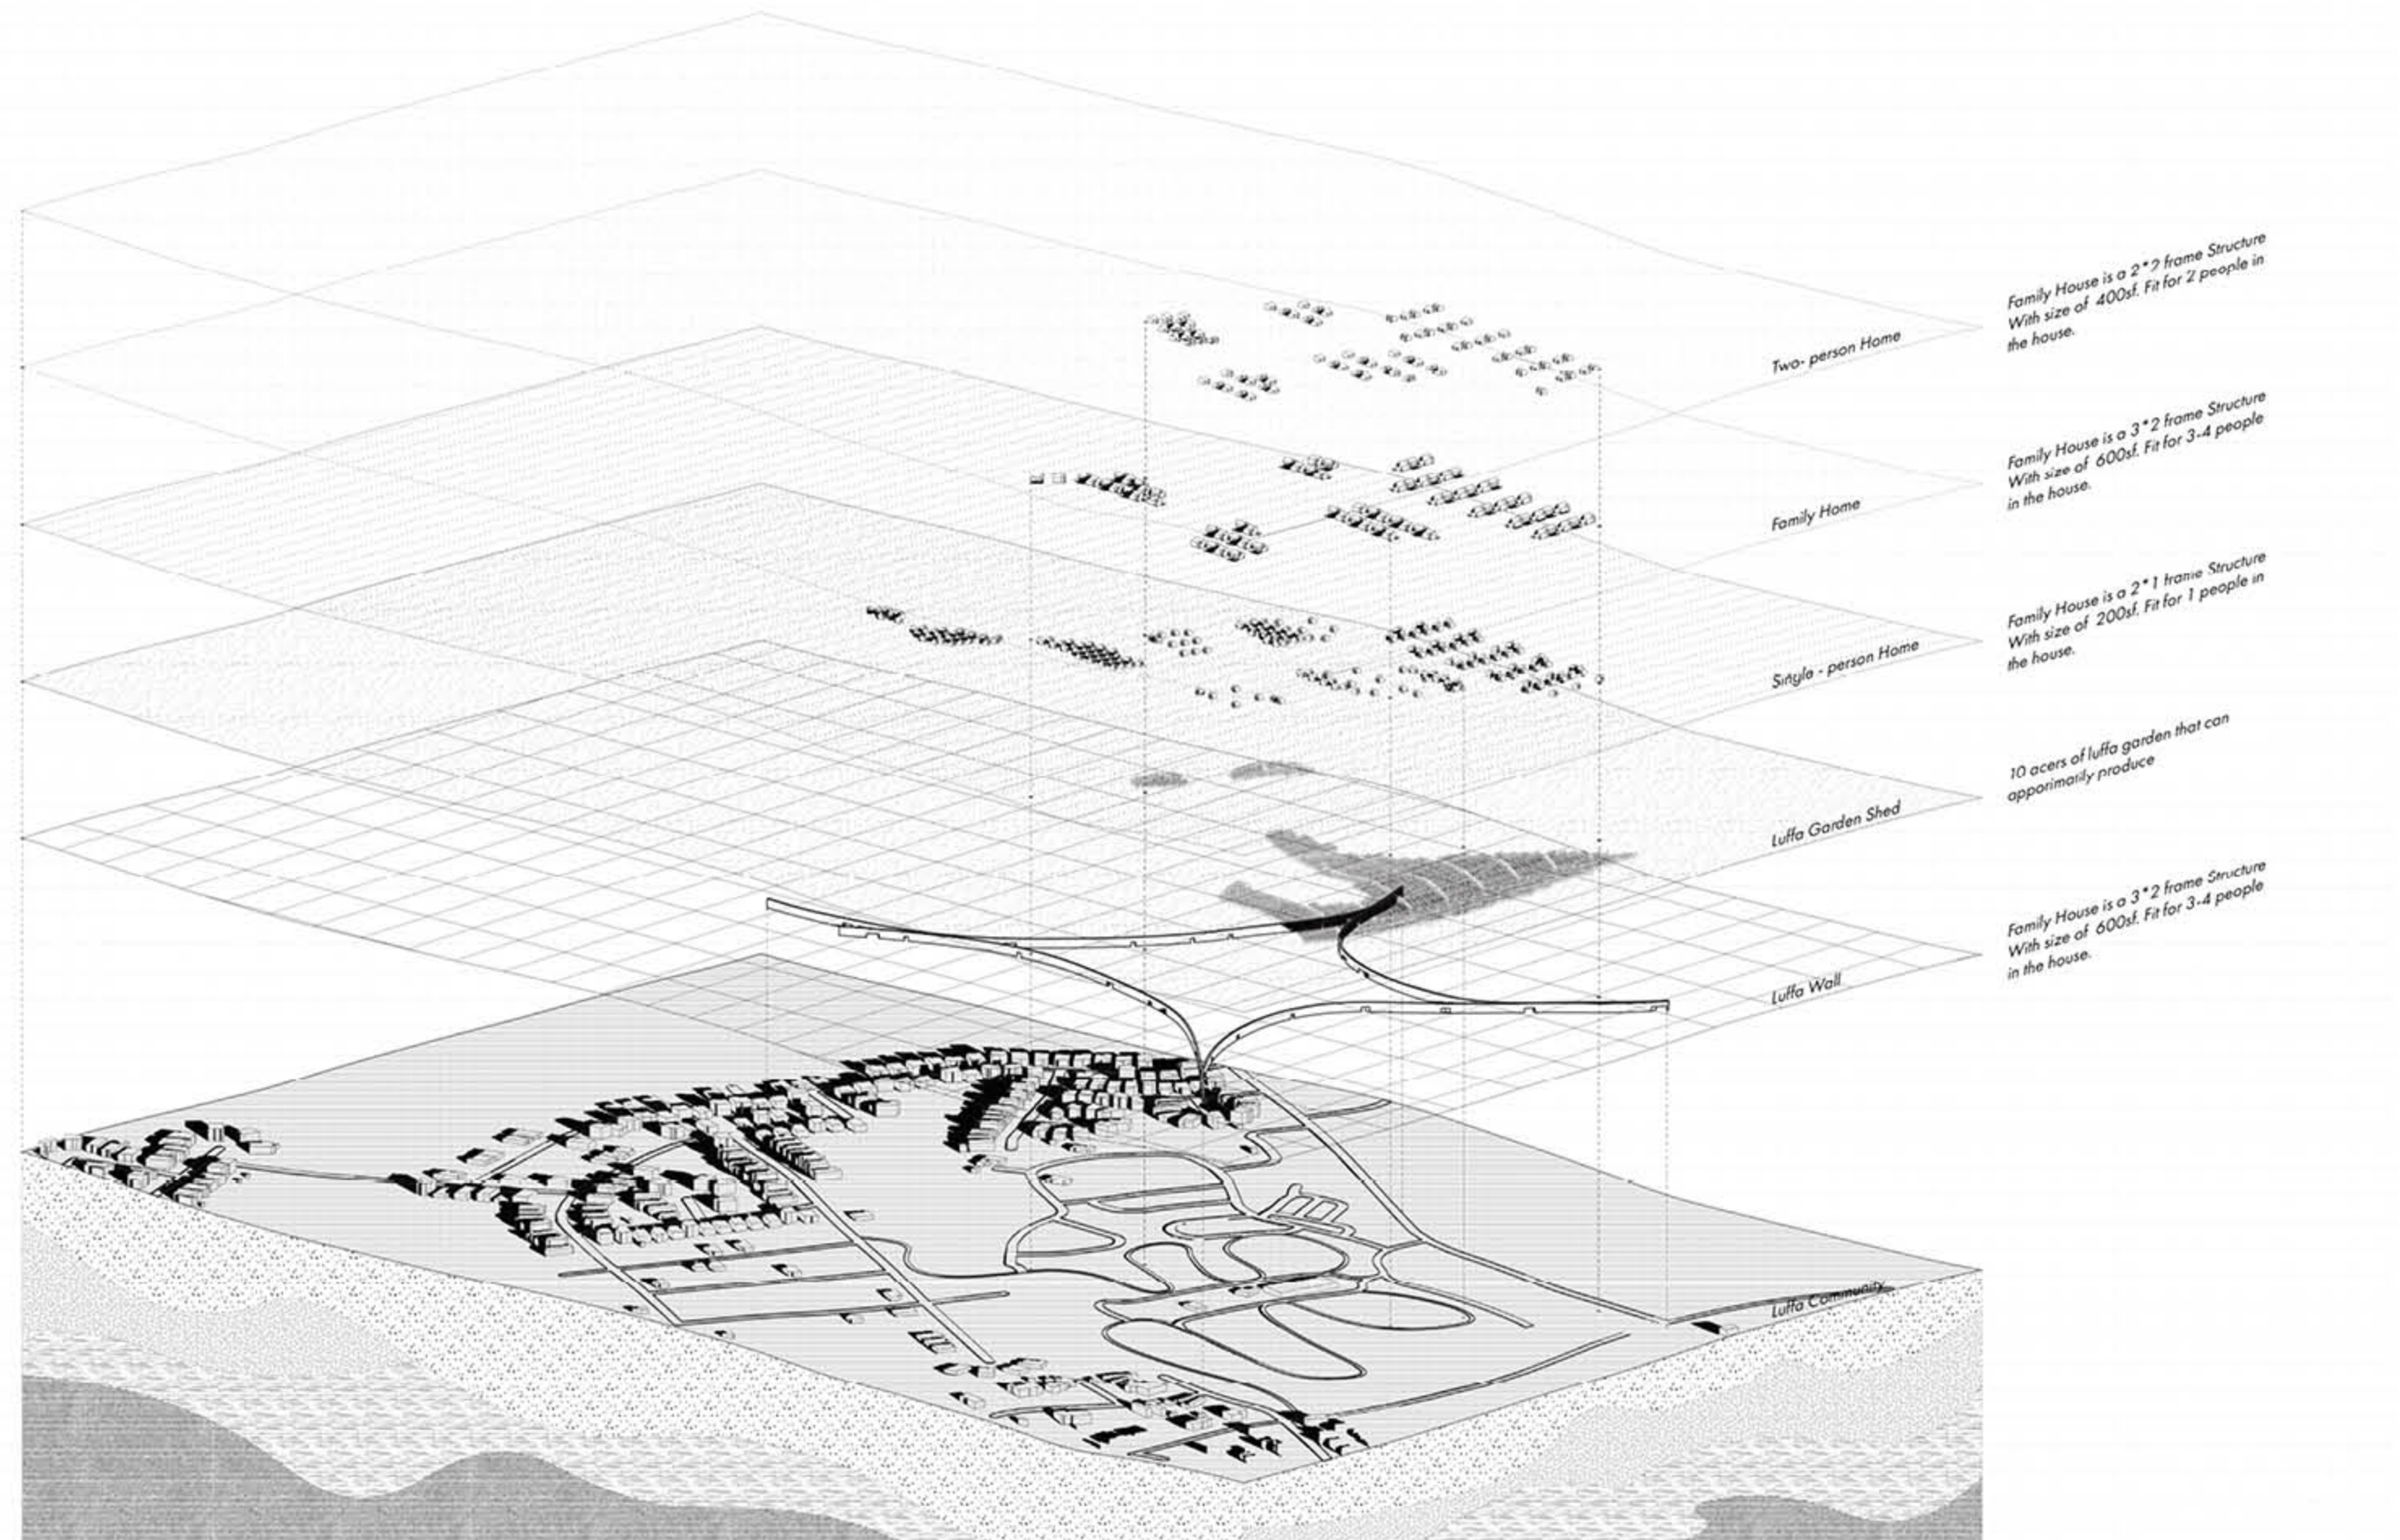 Family House is a 2*2 frame Structure
With size of 400sf. Fit for 2 people in
the house.
Two- person Home
Family House is a 3*2 frame Structure
With size of 600sf. Fit for 3-4 people
in the house.
Family Home
Family House is a 2*1 frame Structure
With size of 200sf. Fit for 1 people in
the house.
Single - person Home
10 acers of luffa garden that can
apporimatily produce
Luffa Garden Shed
Family House is a 3*2 frame Structure
With size of 600sf. Fit for 3-4 people
in the house.
Luffa Wall
Luffa Community